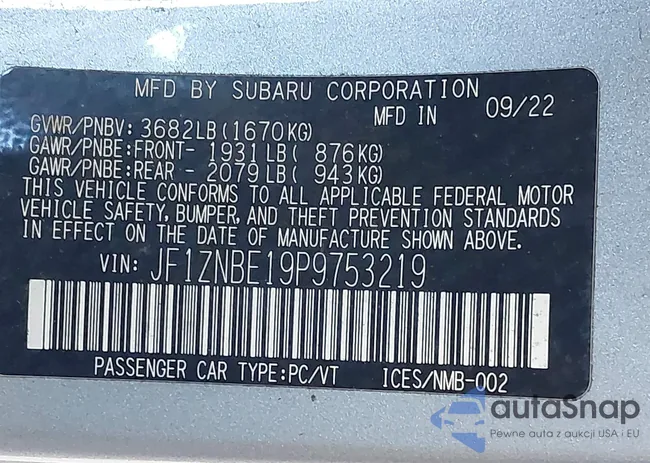 MFD BY SUBARU CORPORATION
MFD IN 09/22
GVWR/PNBV: 3682LB(1670KG)
GAWR/PNBE:FRONT- 1931LB( 876KG)
GAWR/PNBE:REAR - 2079LB( 943KG)
THIS VEHICLE CONFORMS TO ALL APPLICABLE FEDERAL MOTOR
VEHICLE SAFETY, BUMPER, AND THEFT PREVENTION STANDARDS
IN EFFECT ON THE DATE OF MANUFACTURE SHOWN ABOVE.
VIN: JF1ZNBE19P9753219
PASSENGER CAR TYPE:PC/VT ICES/NMB-002
autaSnap
Pewne auta z aukcji USA i EU